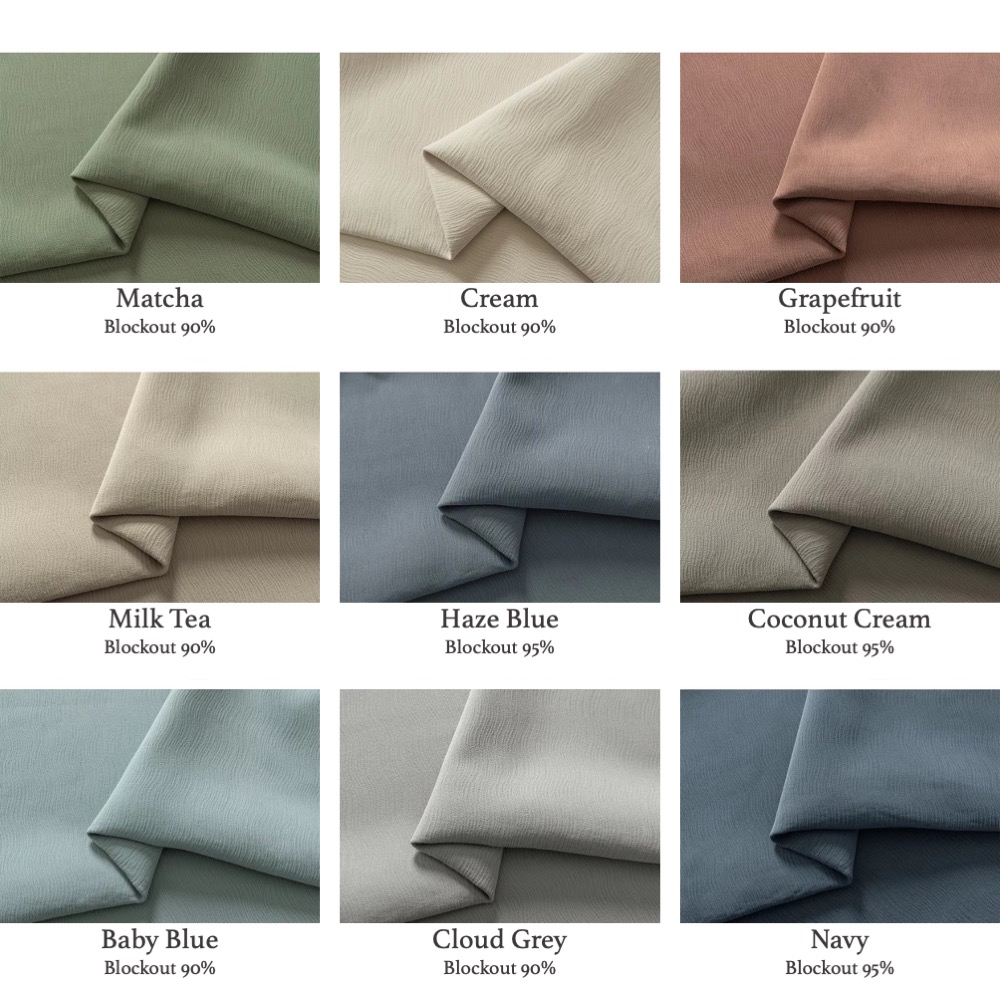 Matcha
Blockout 90%
Cream
Blockout 90%
Grapefruit
Blockout 90%
Milk Tea
Blockout 90%
Haze Blue
Blockout 95%
Coconut Cream
Blockout 95%
Baby Blue
Blockout 90%
Cloud Grey
Blockout 90%
Navy
Blockout 95%